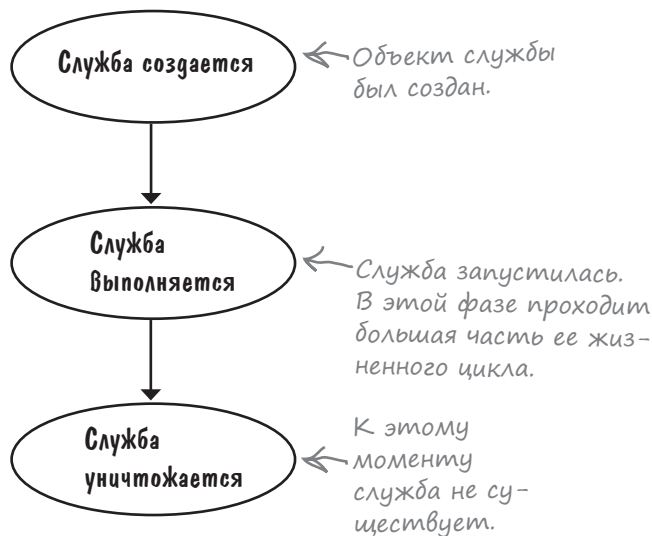 Служба создается
Объект службы
был создан.
Служба
выполняется
Служба запустилась.
В этой фазе проходит
большая часть ее жиз-
ненного цикла.
Служба
уничтожается
К этому
моменту
служба не су-
ществует.